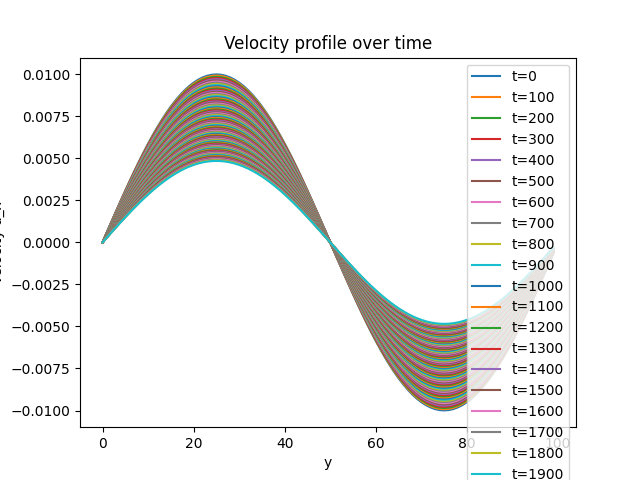 Velocity profile over time
0.0100
0.0075
0.0050
0.0025
0.0000
−0.0025
−0.0050
−0.0075
−0.0100
0
20
40
60
80
100
y
t=0
t=100
t=200
t=300
t=400
t=500
t=600
t=700
t=800
t=900
t=1000
t=1100
t=1200
t=1300
t=1400
t=1500
t=1600
t=1700
t=1800
t=1900